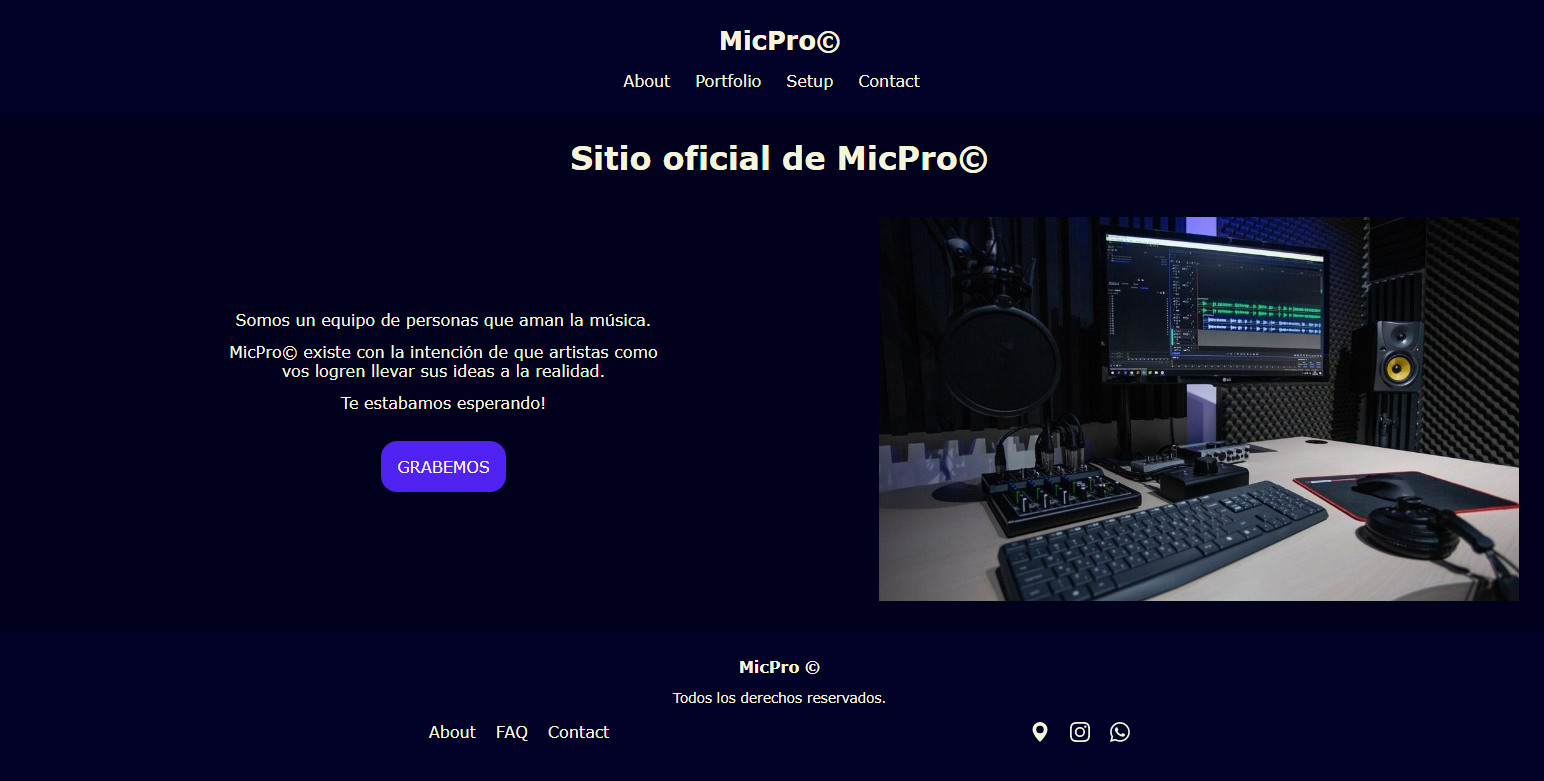 MicPro©
About Portfolio Setup Contact
Sitio oficial de MicPro©
Somos un equipo de personas que aman la música.
MicPro© existe con la intención de que artistas como
vos logren llevar sus ideas a la realidad.
Te estabamos esperando!
GRABEMOS
MicPro ©
Todos los derechos reservados.
About FAQ Contact